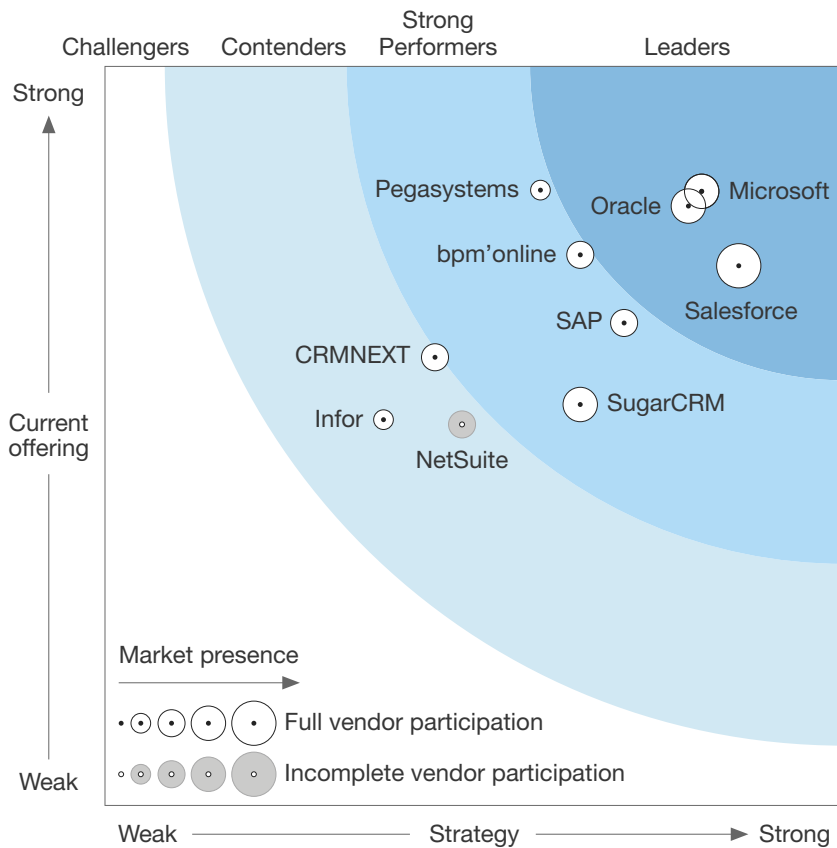 Challengers
Contenders
Strong
Performers
Leaders
Strong
Pegasystems
Microsoft
Oracle
bpm’online
Salesforce
SAP
CRMNEXT
SugarCRM
Infor
Current
offering
NetSuite
Market presence
Full vendor participation
Incomplete vendor participation
Weak
Weak
Strategy
Strong